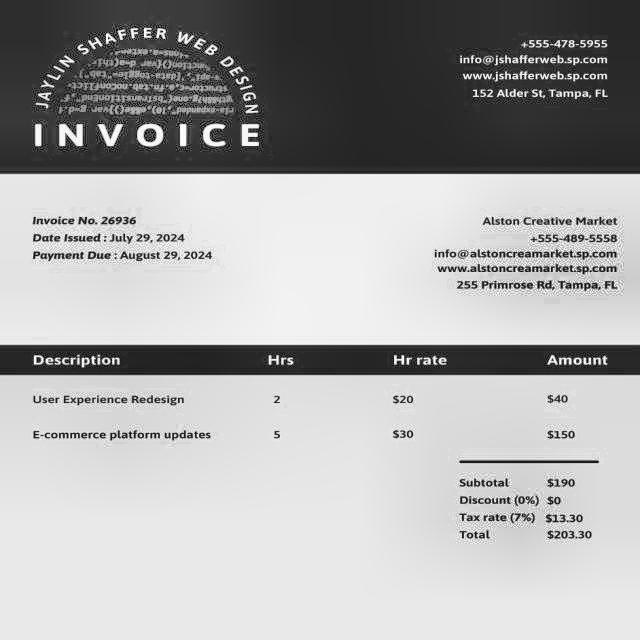 JAYLIN SHAFFER WEB DESIGN
INVOICE
+555-478-5955
info@jshafferweb.sp.com
www.jshafferweb.sp.com
152 Alder St, Tampa, FL
Invoice No. 26936
Date Issued : July 29, 2024
Payment Due : August 29, 2024
Alston Creative Market
+555-489-5558
info@alstoncreamarket.sp.com
www.alstoncreamarket.sp.com
255 Primrose Rd, Tampa, FL
Description Hrs Hr rate Amount
User Experience Redesign 2 $20 $40
E-commerce platform updates 5 $30 $150
Subtotal $190
Discount (0%) $0
Tax rate (7%) $13.30
Total $203.30